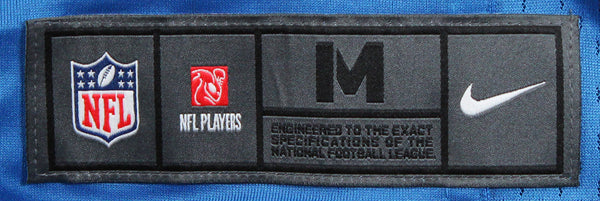 NFL
NFL PLAYERS
M
ENGINEERED TO THE EXACT
SPECIFICATIONS OF THE
NATIONAL FOOTBALL LEAGUE.